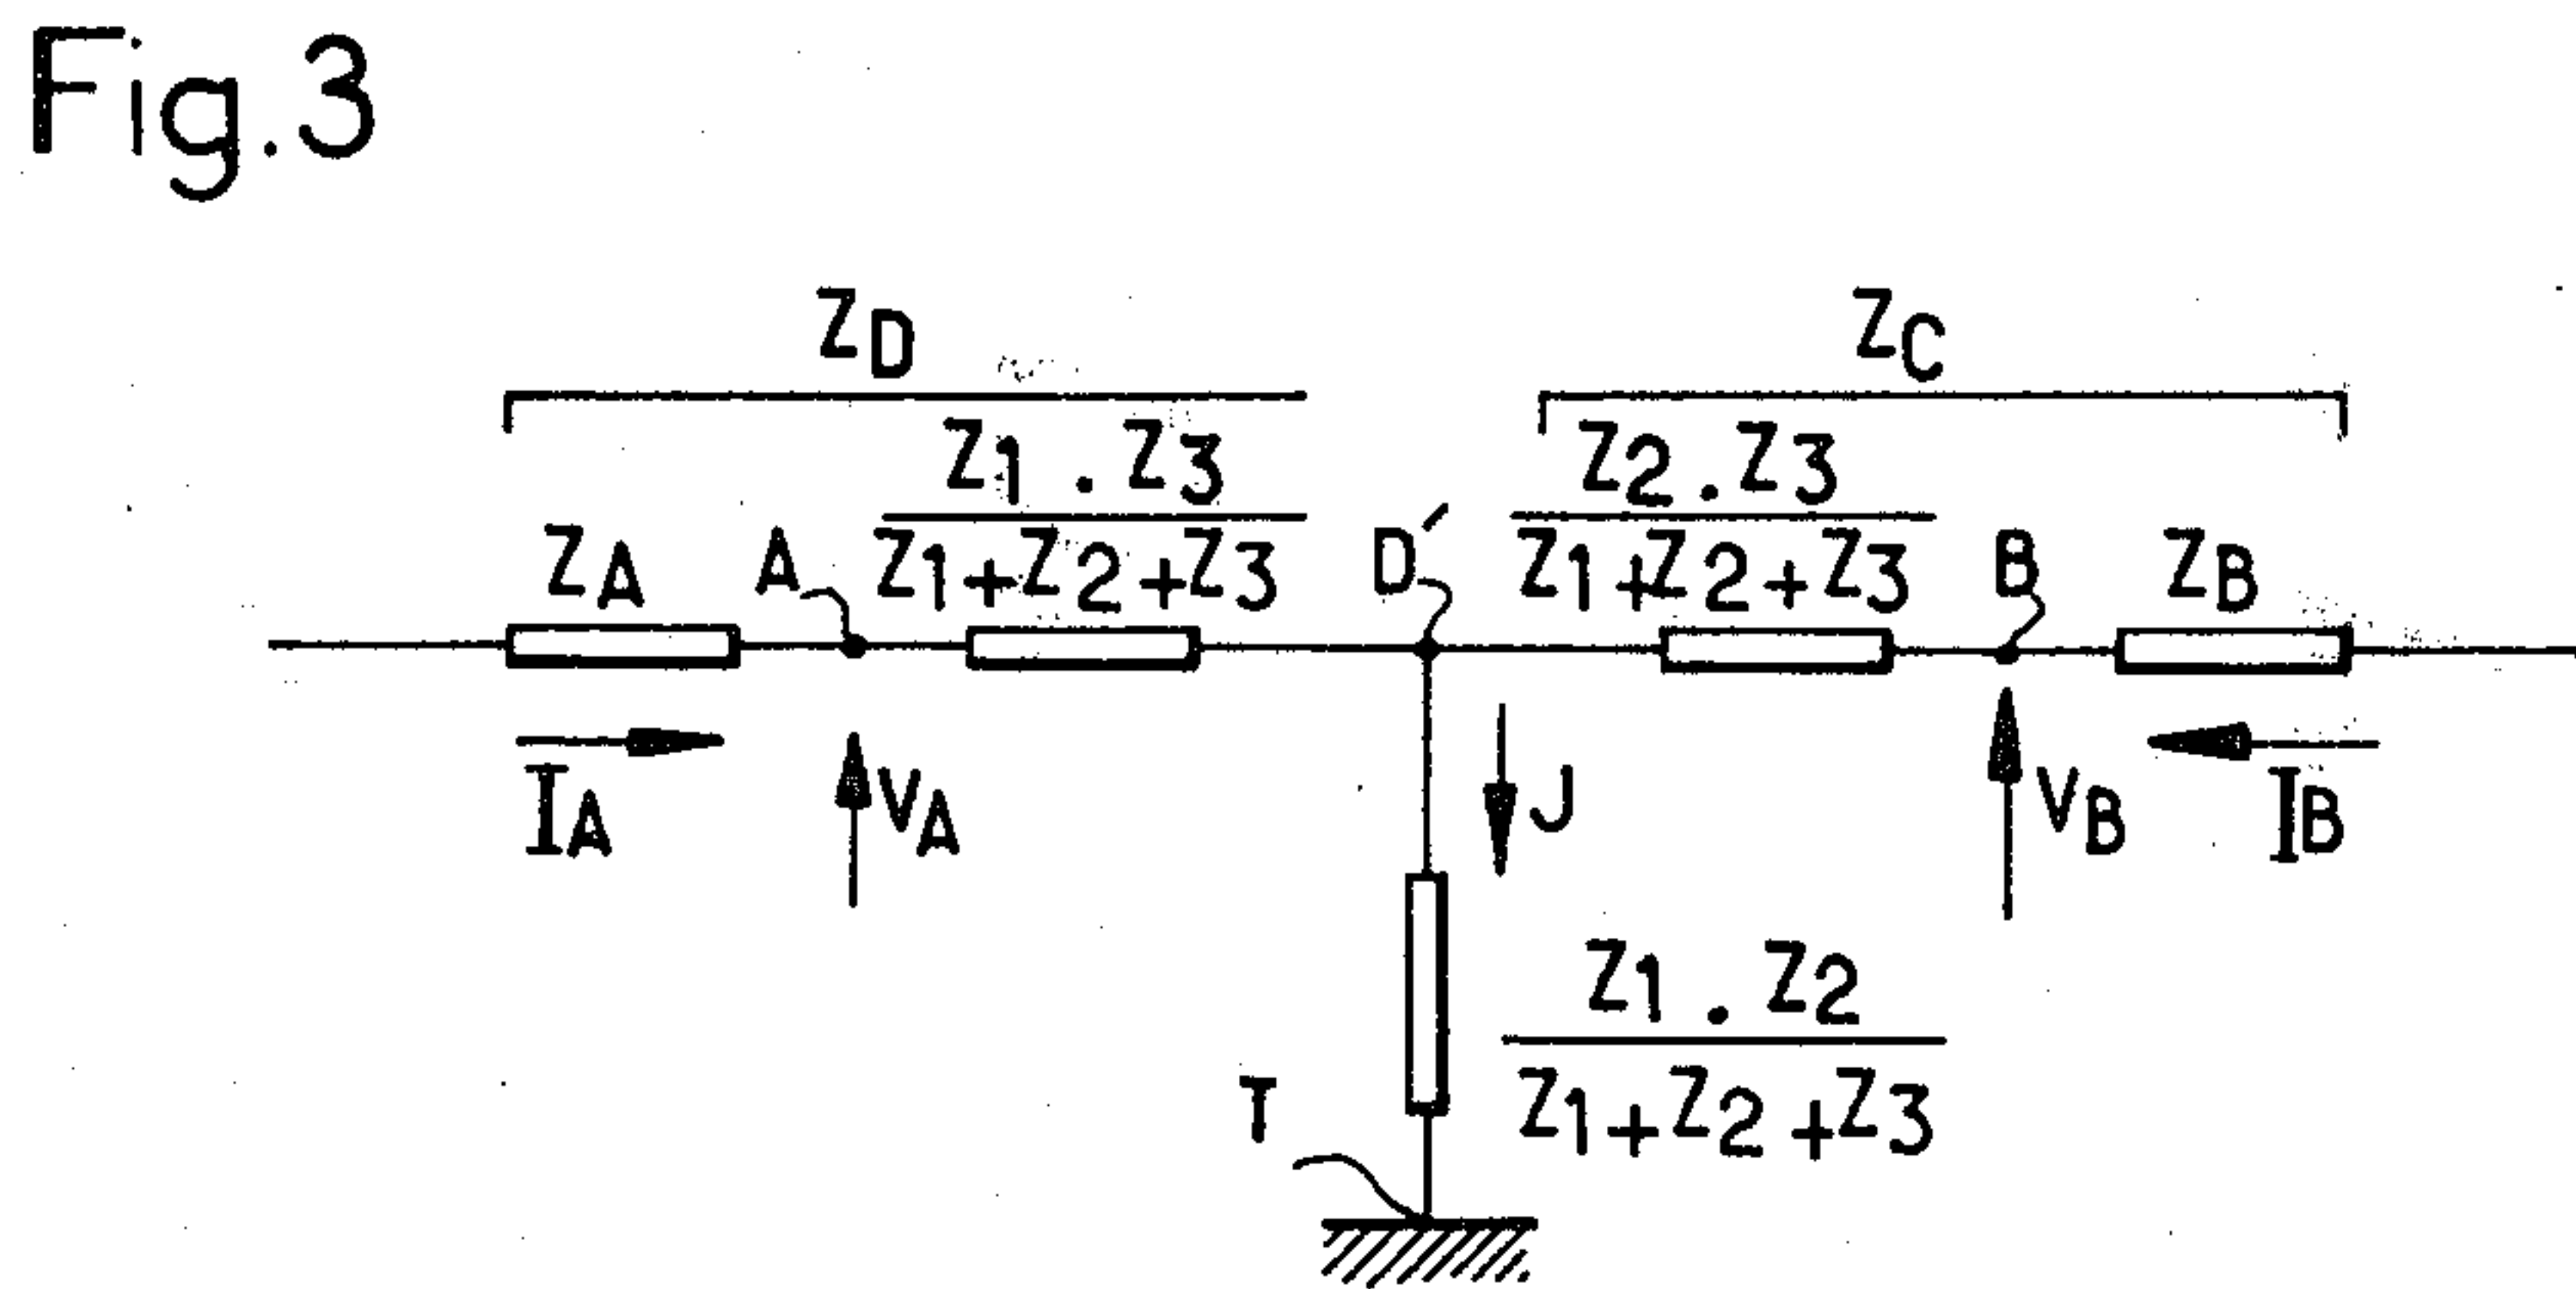 Fig.3
ZD ZC
Z1 . Z3 Z2 . Z3
ZA A Z1+Z2+Z3 D′ Z1+Z2+Z3 B ZB
IA VA J VB IB
Z1 . Z2
T Z1+Z2+Z3